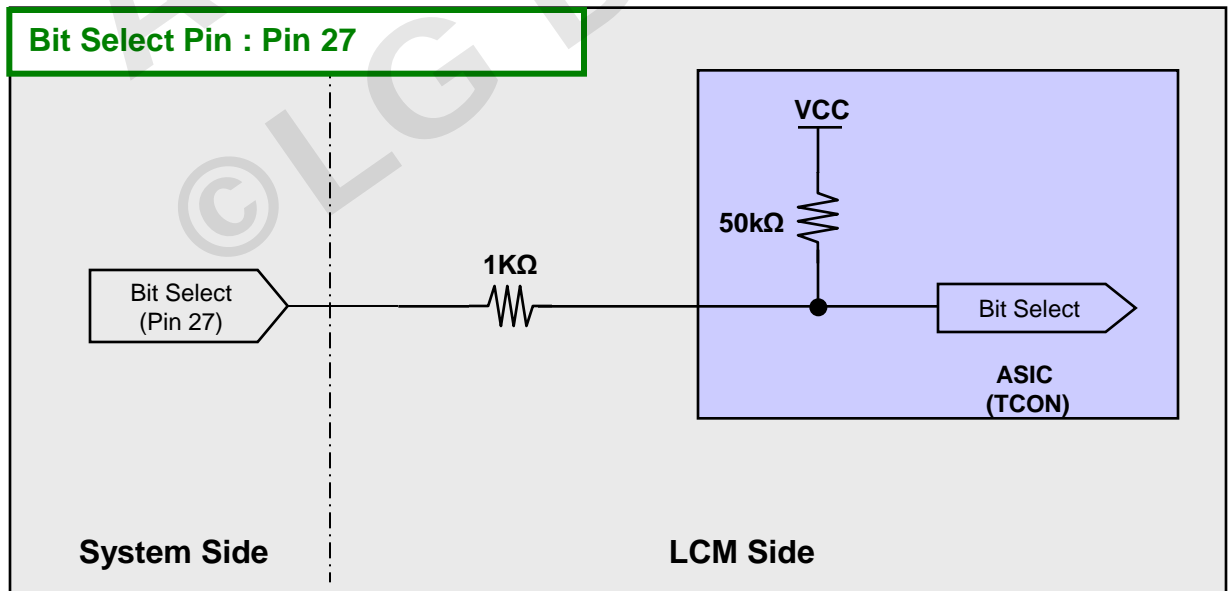 Bit Select Pin : Pin 27
VCC
50kΩ
1KΩ
Bit Select
(Pin 27)
Bit Select
ASIC
(TCON)
System Side
LCM Side
©LG